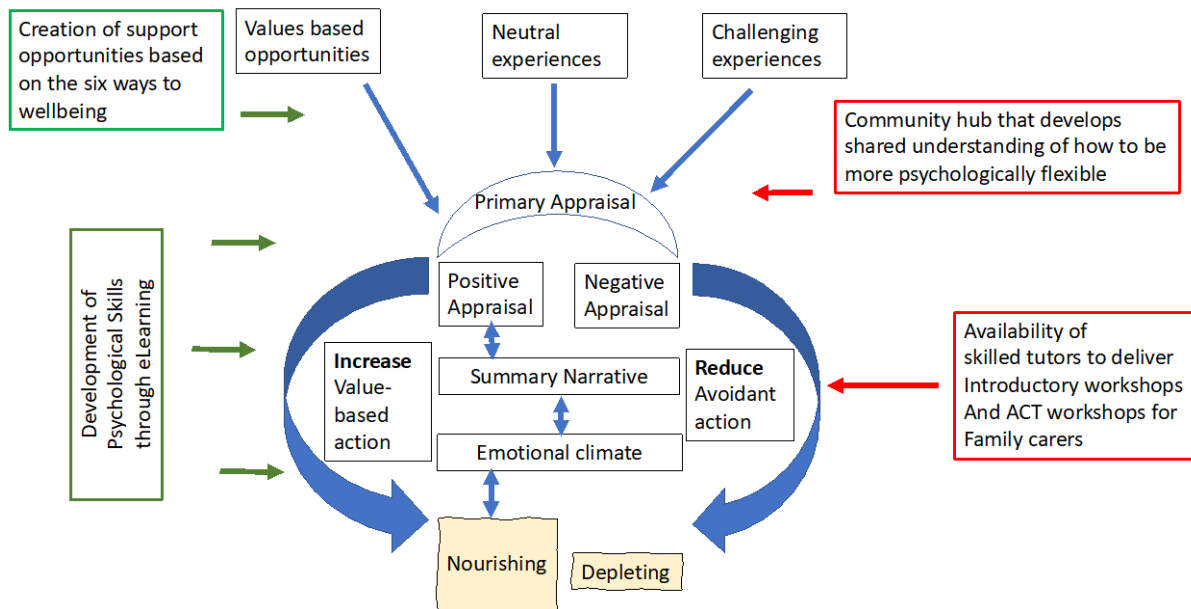 Creation of support
opportunities based
on the six ways to
wellbeing
Values based
opportunities
Neutral
experiences
Challenging
experiences
Community hub that develops
shared understanding of how to be
more psychologically flexible
Primary Appraisal
Development of
Psychological Skills
through eLearning
Positive
Appraisal
Negative
Appraisal
Increase
Value-
based
action
Summary Narrative
Reduce
Avoidant
action
Availability of
skilled tutors to deliver
Introductory workshops
And ACT workshops for
Family carers
Emotional climate
Nourishing
Depleting